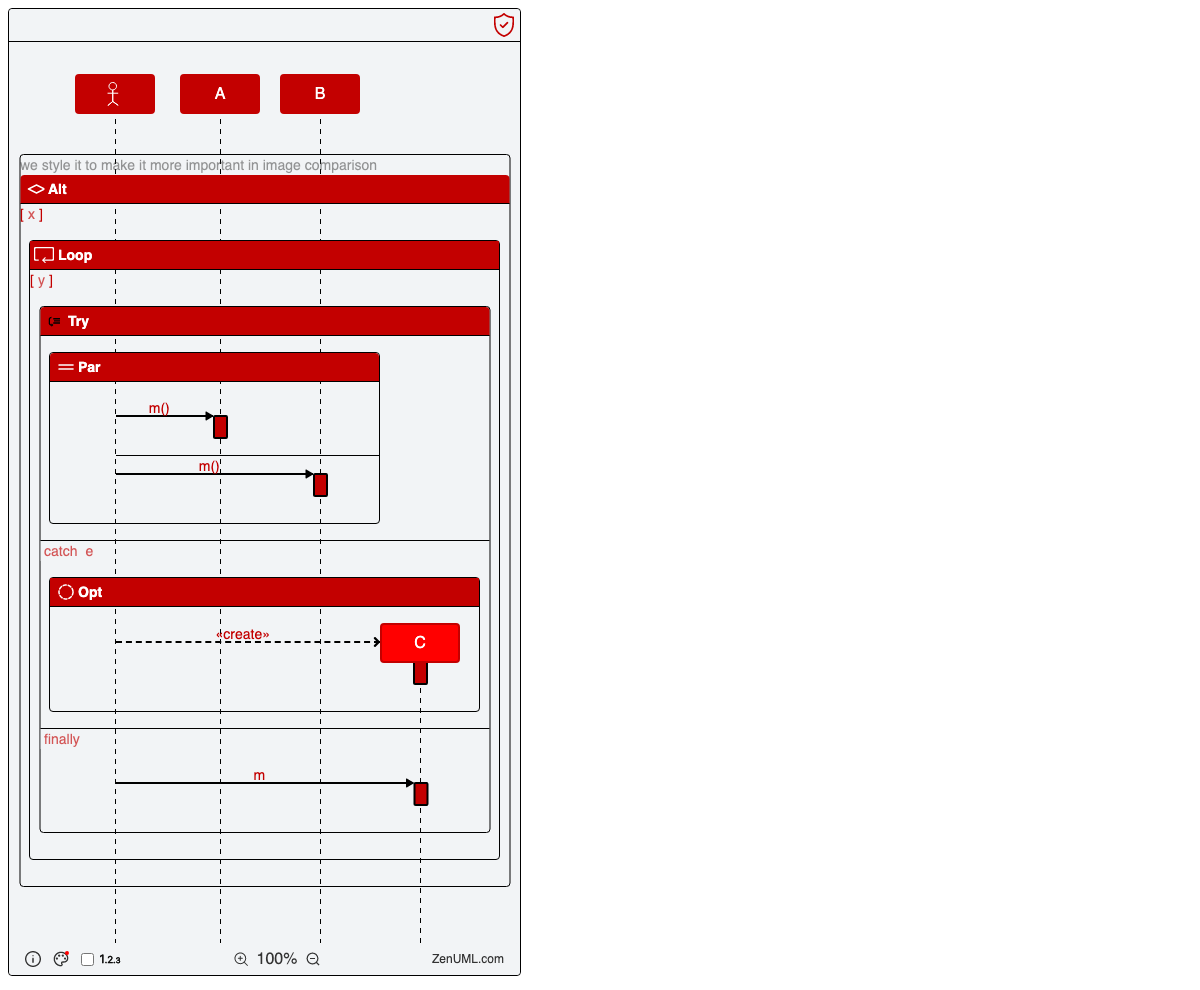 A
B
we style it to make it more important in image comparison
Alt
[ x ]
Loop
[ y ]
Try
Par
m()
m()
catch e
Opt
«create»
C
finally
m
1.2.3
100%
ZenUML.com